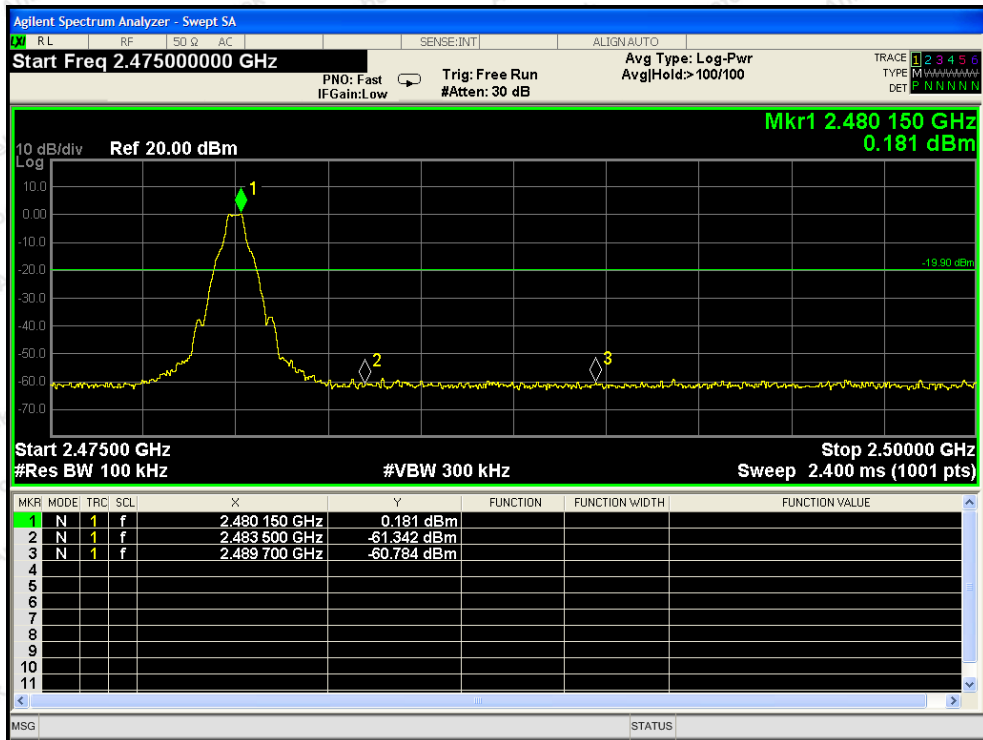 Agilent Spectrum Analyzer - Swept SA
LXI RL RF 50 Ω AC SENSE:INT ALIGNAUTO
Start Freq 2.475000000 GHz
PNO: Fast
IFGain:Low
Trig: Free Run
#Atten: 30 dB
Avg Type: Log-Pwr
Avg|Hold:>100/100
TRACE 1 2 3 4 5 6
TYPE M
DET P N N N N N
Mkr1 2.480 150 GHz
0.181 dBm
10 dB/div Ref 20.00 dBm
Log
10.0
0.00
-10.0
-20.0
-30.0
-40.0
-50.0
-60.0
-70.0
1
2
3
-19.90 dBm
Start 2.47500 GHz Stop 2.50000 GHz
#Res BW 100 kHz #VBW 300 kHz Sweep 2.400 ms (1001 pts)
MKR MODE TRC SCL X Y FUNCTION FUNCTION WIDTH FUNCTION VALUE
1 N 1 f 2.480 150 GHz 0.181 dBm
2 N 1 f 2.483 500 GHz -61.342 dBm
3 N 1 f 2.489 700 GHz -60.784 dBm
4
5
6
7
8
9
10
11
MSG STATUS